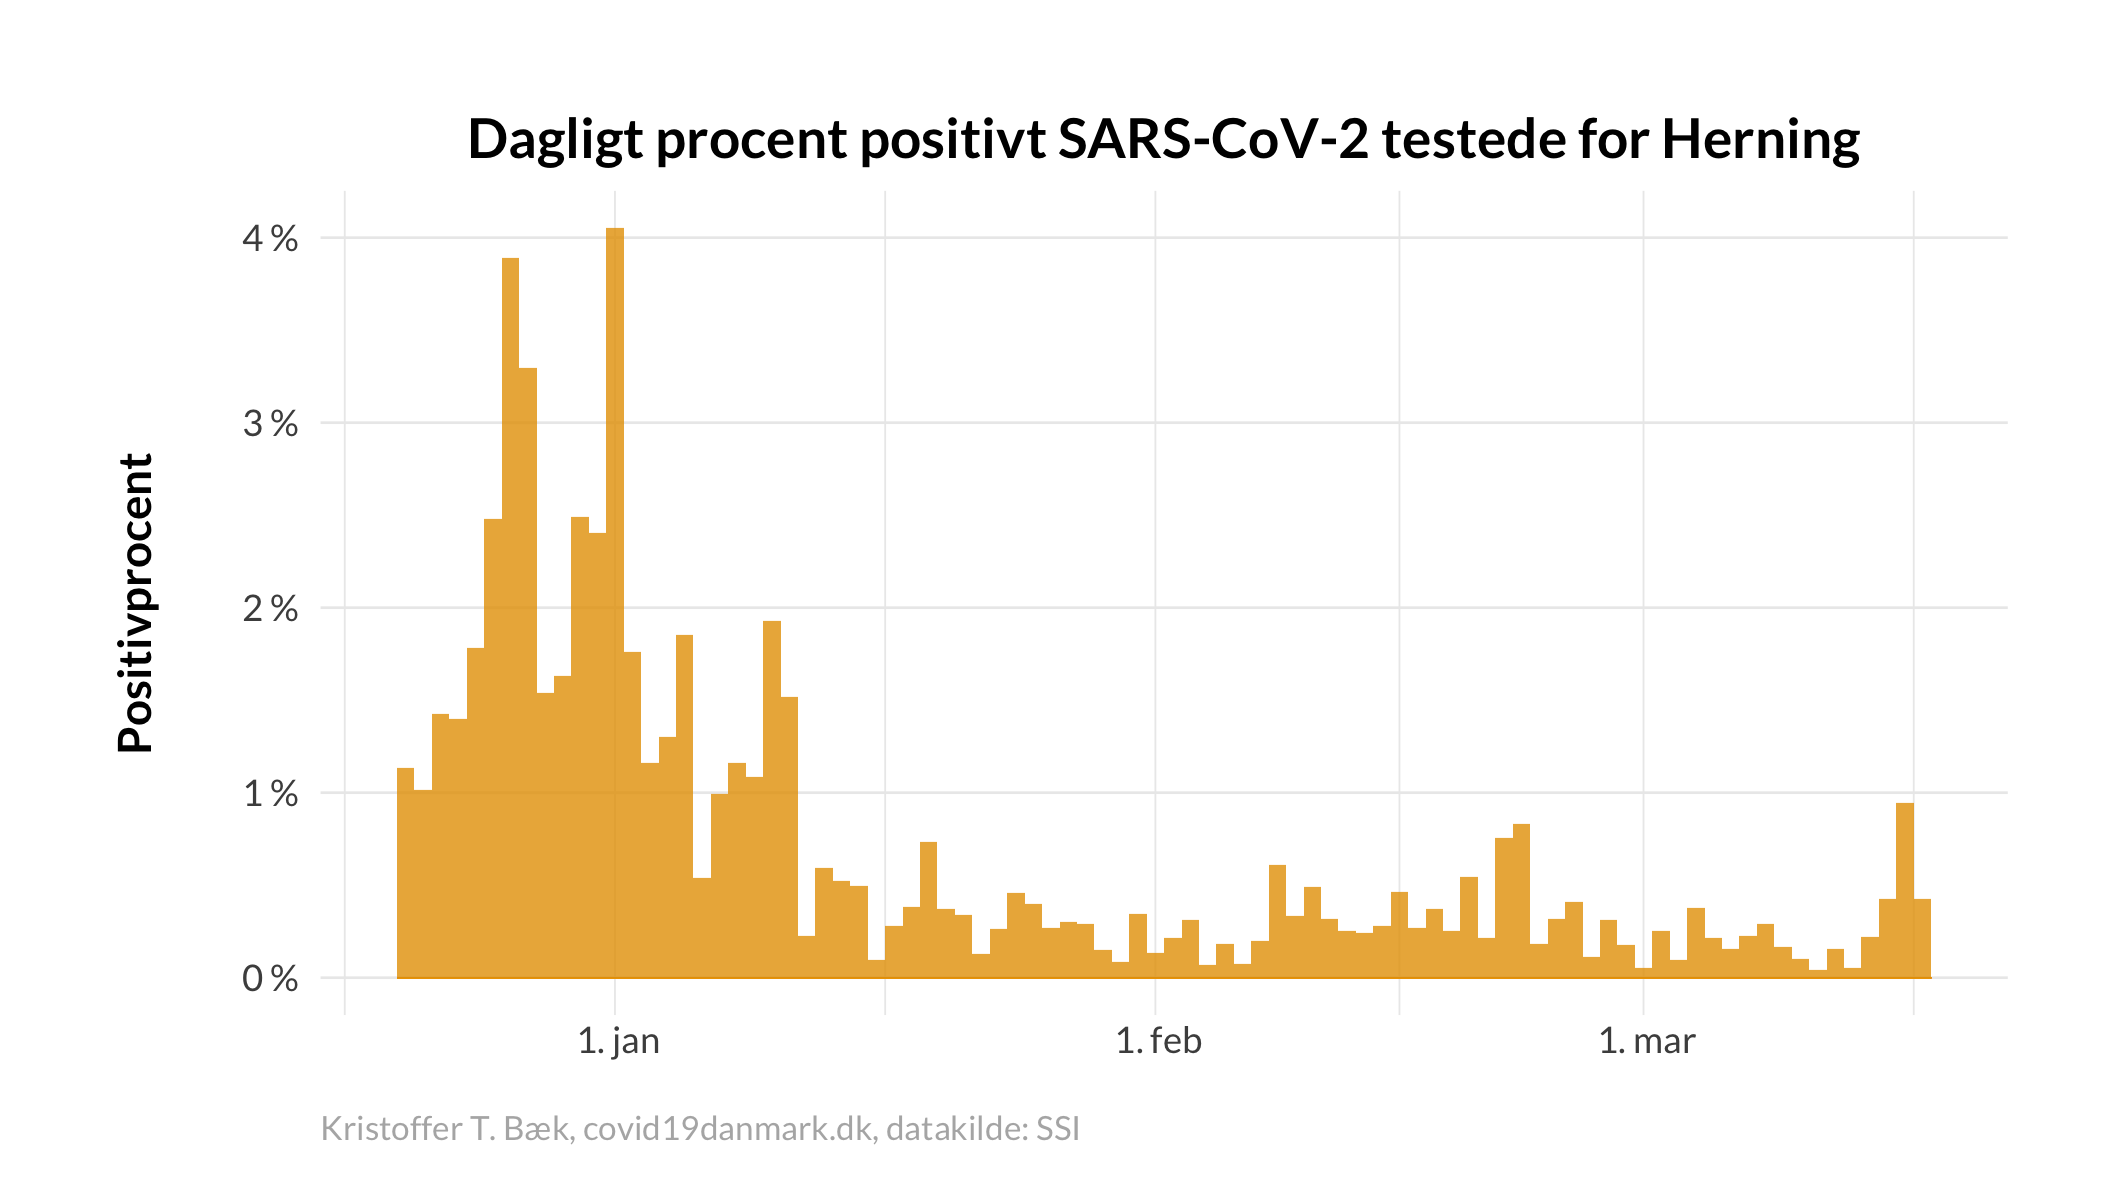 Dagligt procent positivt SARS-CoV-2 testede for Herning
Positivprocent
4 %
3 %
2 %
1 %
0 %
1. jan
1. feb
1. mar
Kristoffer T. Bæk, covid19danmark.dk, datakilde: SSI